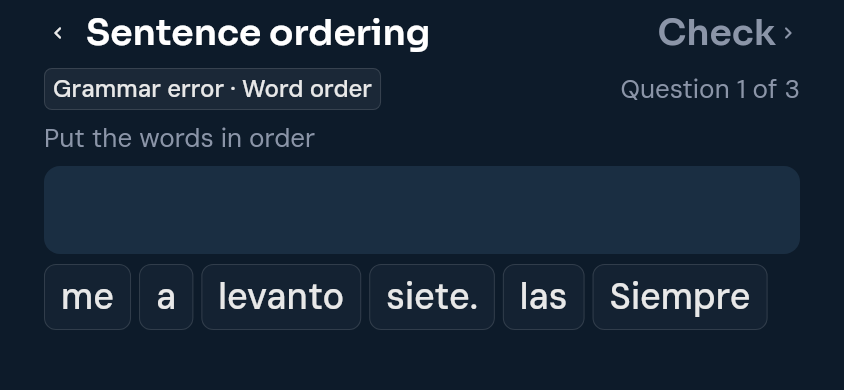 Sentence ordering Check
Grammar error · Word order Question 1 of 3
Put the words in order
me a levanto siete. las Siempre